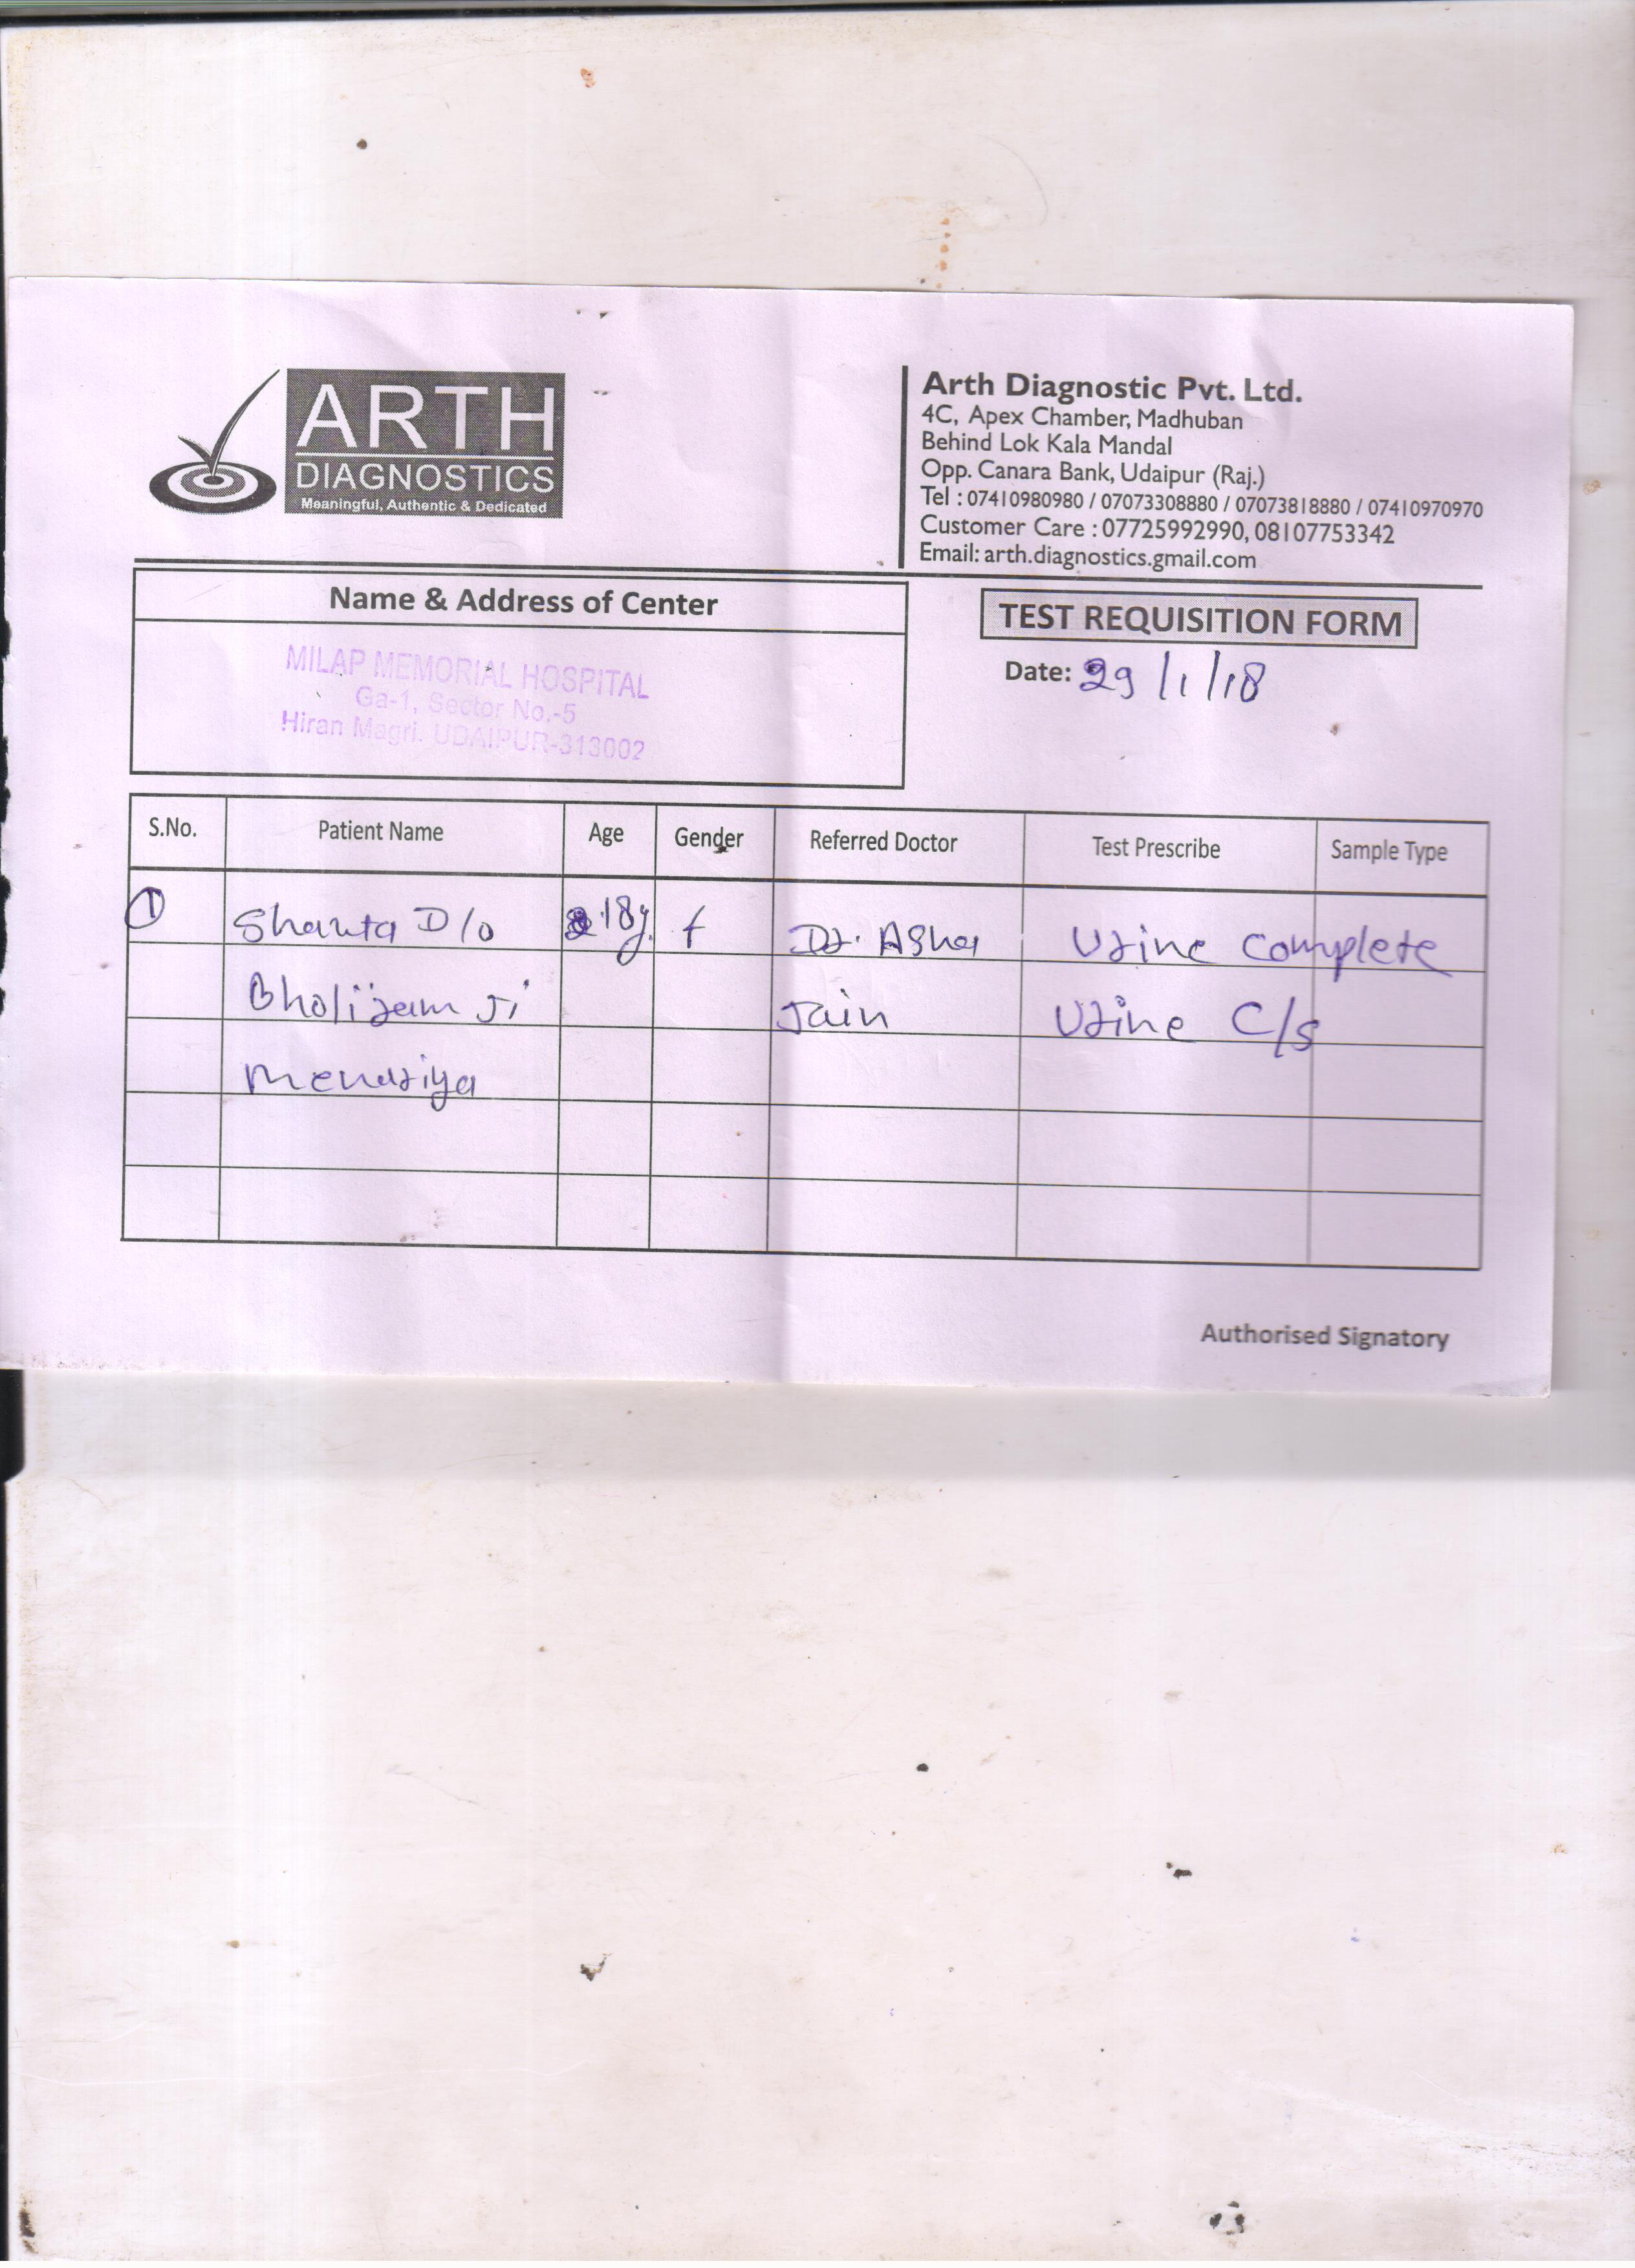 ARTH
DIAGNOSTICS
Meaningful, Authentic & Dedicated
Arth Diagnostic Pvt. Ltd.
4C, Apex Chamber, Madhuban
Behind Lok Kala Mandal
Opp. Canara Bank, Udaipur (Raj.)
Tel : 07410980980 / 07073308880 / 07073818880 / 07410970970
Customer Care : 07725992990, 08107753342
Email: arth.diagnostics.gmail.com
Name & Address of Center
MILAP MEMORIAL HOSPITAL
Ga-1, Sector No.-5
Hiran Magri. UDAIPUR-313002
TEST REQUISITION FORM
Date: 29/1/18
S.No. Patient Name Age Gender Referred Doctor Test Prescribe Sample Type
1 Shanta D/o 18y. f Dr. Asha Urine Complete
Bholiram Ji Jain Urine C/s
Menariya
Authorised Signatory